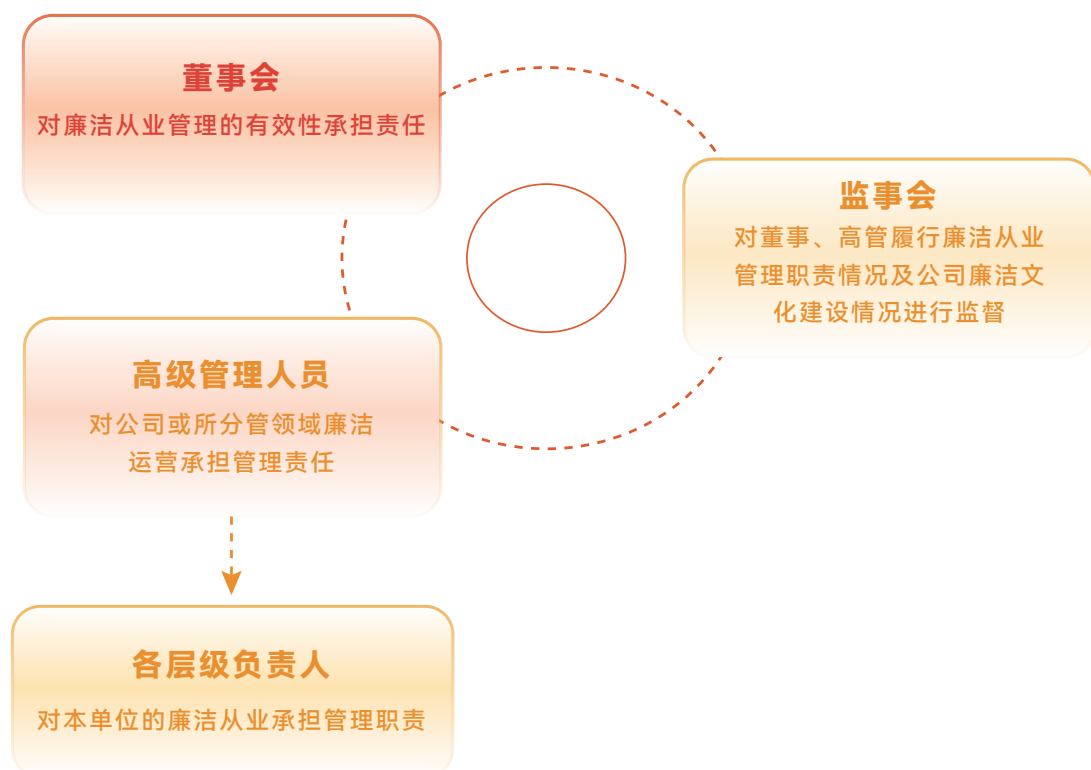 董事会
对廉洁从业管理的有效性承担责任
监事会
对董事、高管履行廉洁从业
管理职责情况及公司廉洁文
化建设情况进行监督
高级管理人员
对公司或所分管领域廉洁
运营承担管理责任
各层级负责人
对本单位的廉洁从业承担管理职责